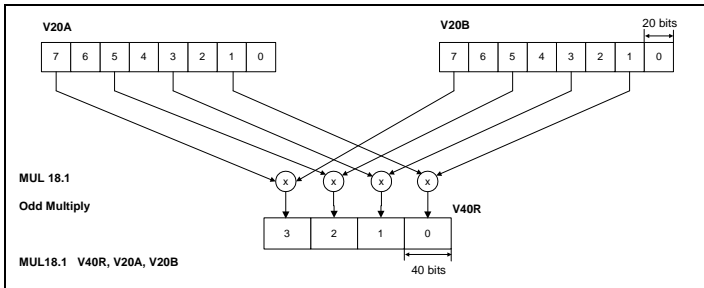 V20A
V20B
20 bits
7 6 5 4 3 2 1 0
7 6 5 4 3 2 1 0
MUL 18.1
x x x x
Odd Multiply
V40R
3 2 1 0
MUL18.1 V40R, V20A, V20B
40 bits